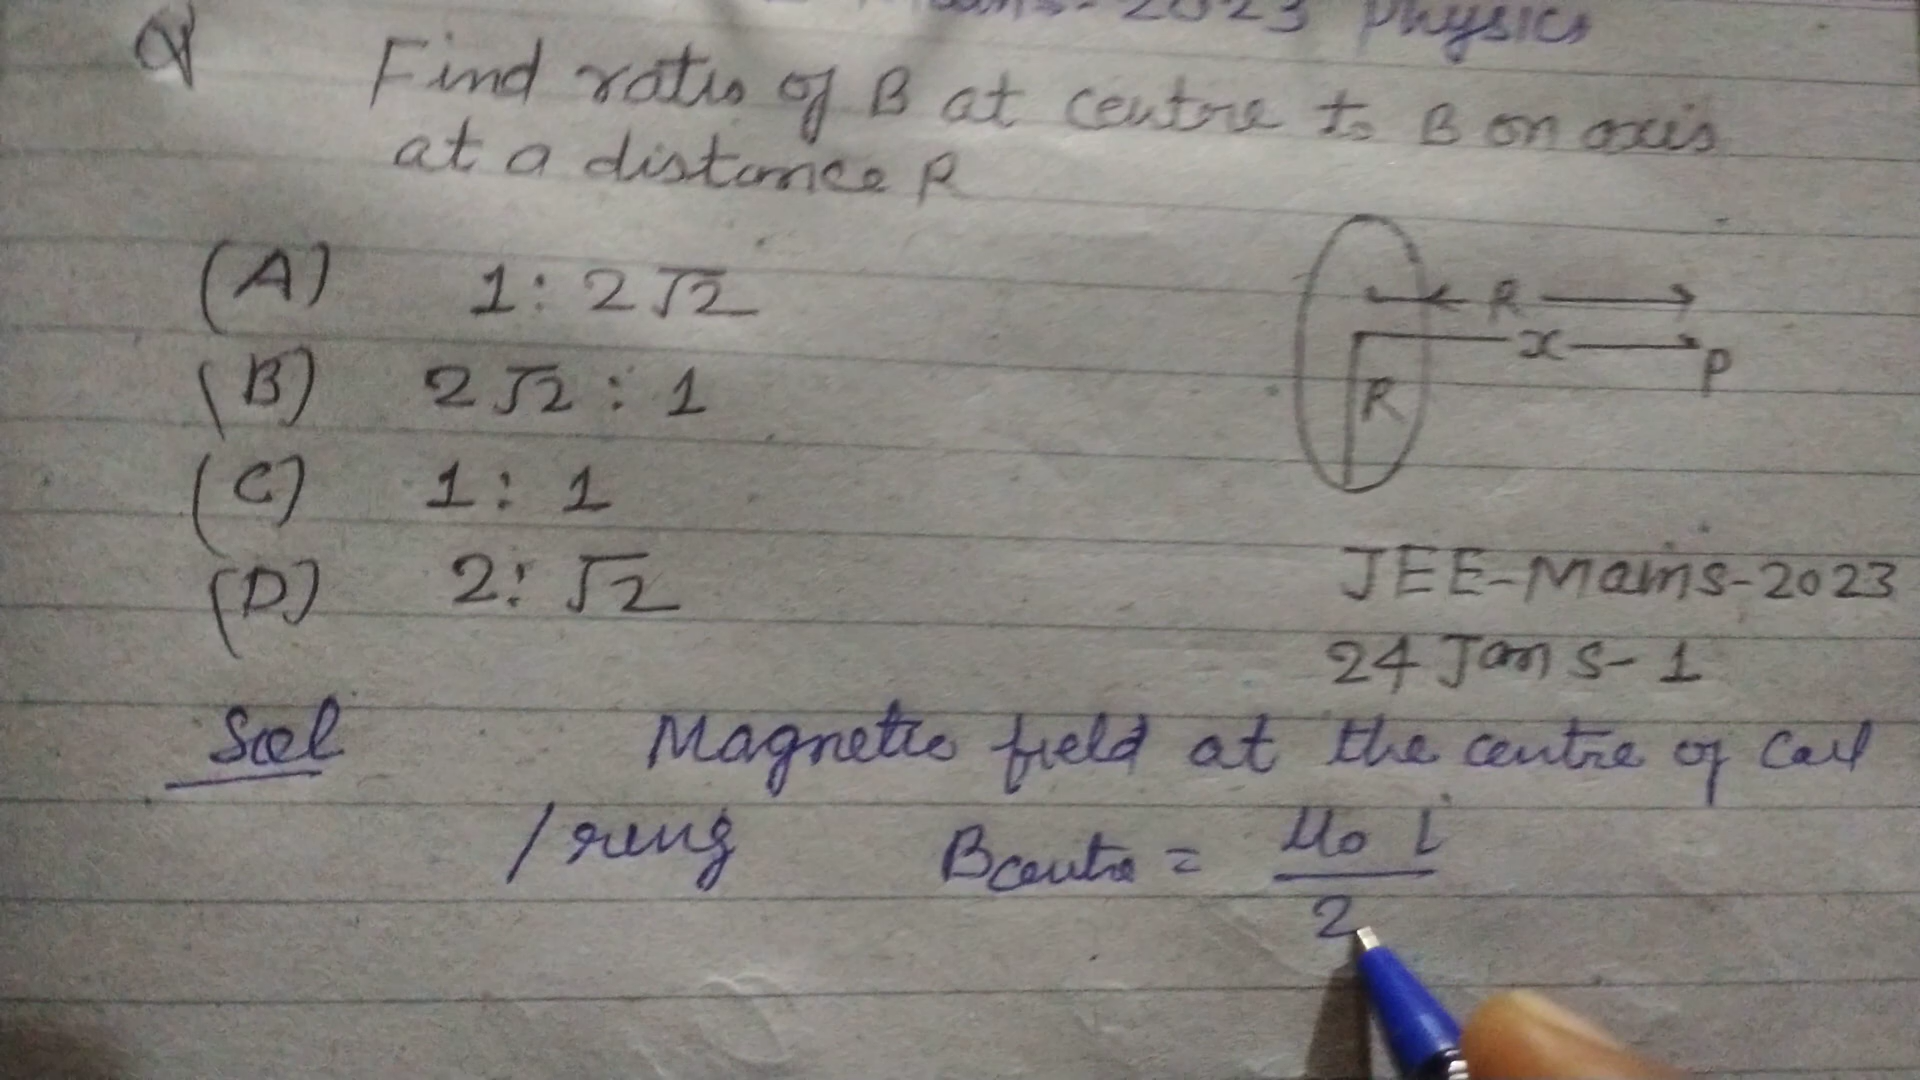 Mains-2023 Physics
Q Find ratio of B at centre to B on axis
at a distance R
(A) 1:2√2
(B) 2√2:1
(C) 1:1
(D) 2:√2
R
x
P
R
JEE-Mains-2023
24 Jan S-1
Sol Magnetic field at the centre of coil
/ring Bcentre = μ₀ i
2